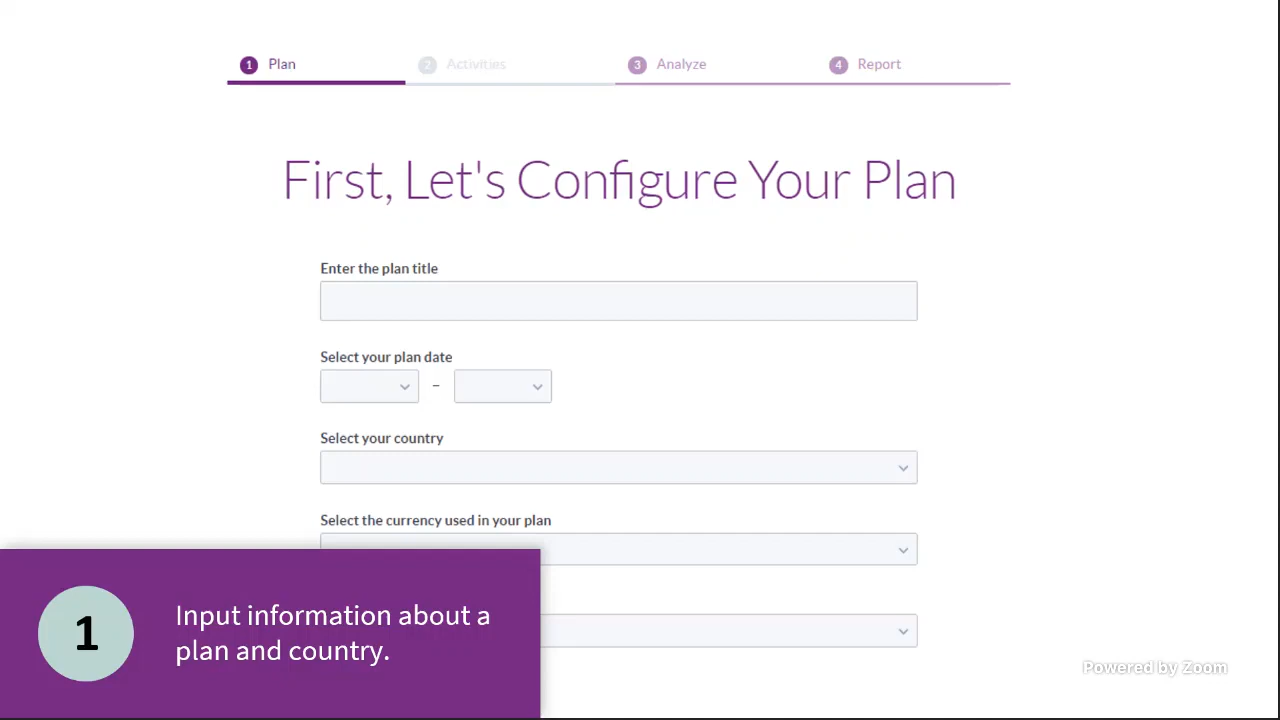 1 Plan 2 Activities 3 Analyze 4 Report
First, Let's Configure Your Plan
Enter the plan title
Select your plan date
–
Select your country
Select the currency used in your plan
1
Input information about a
plan and country.
Powered by Zoom